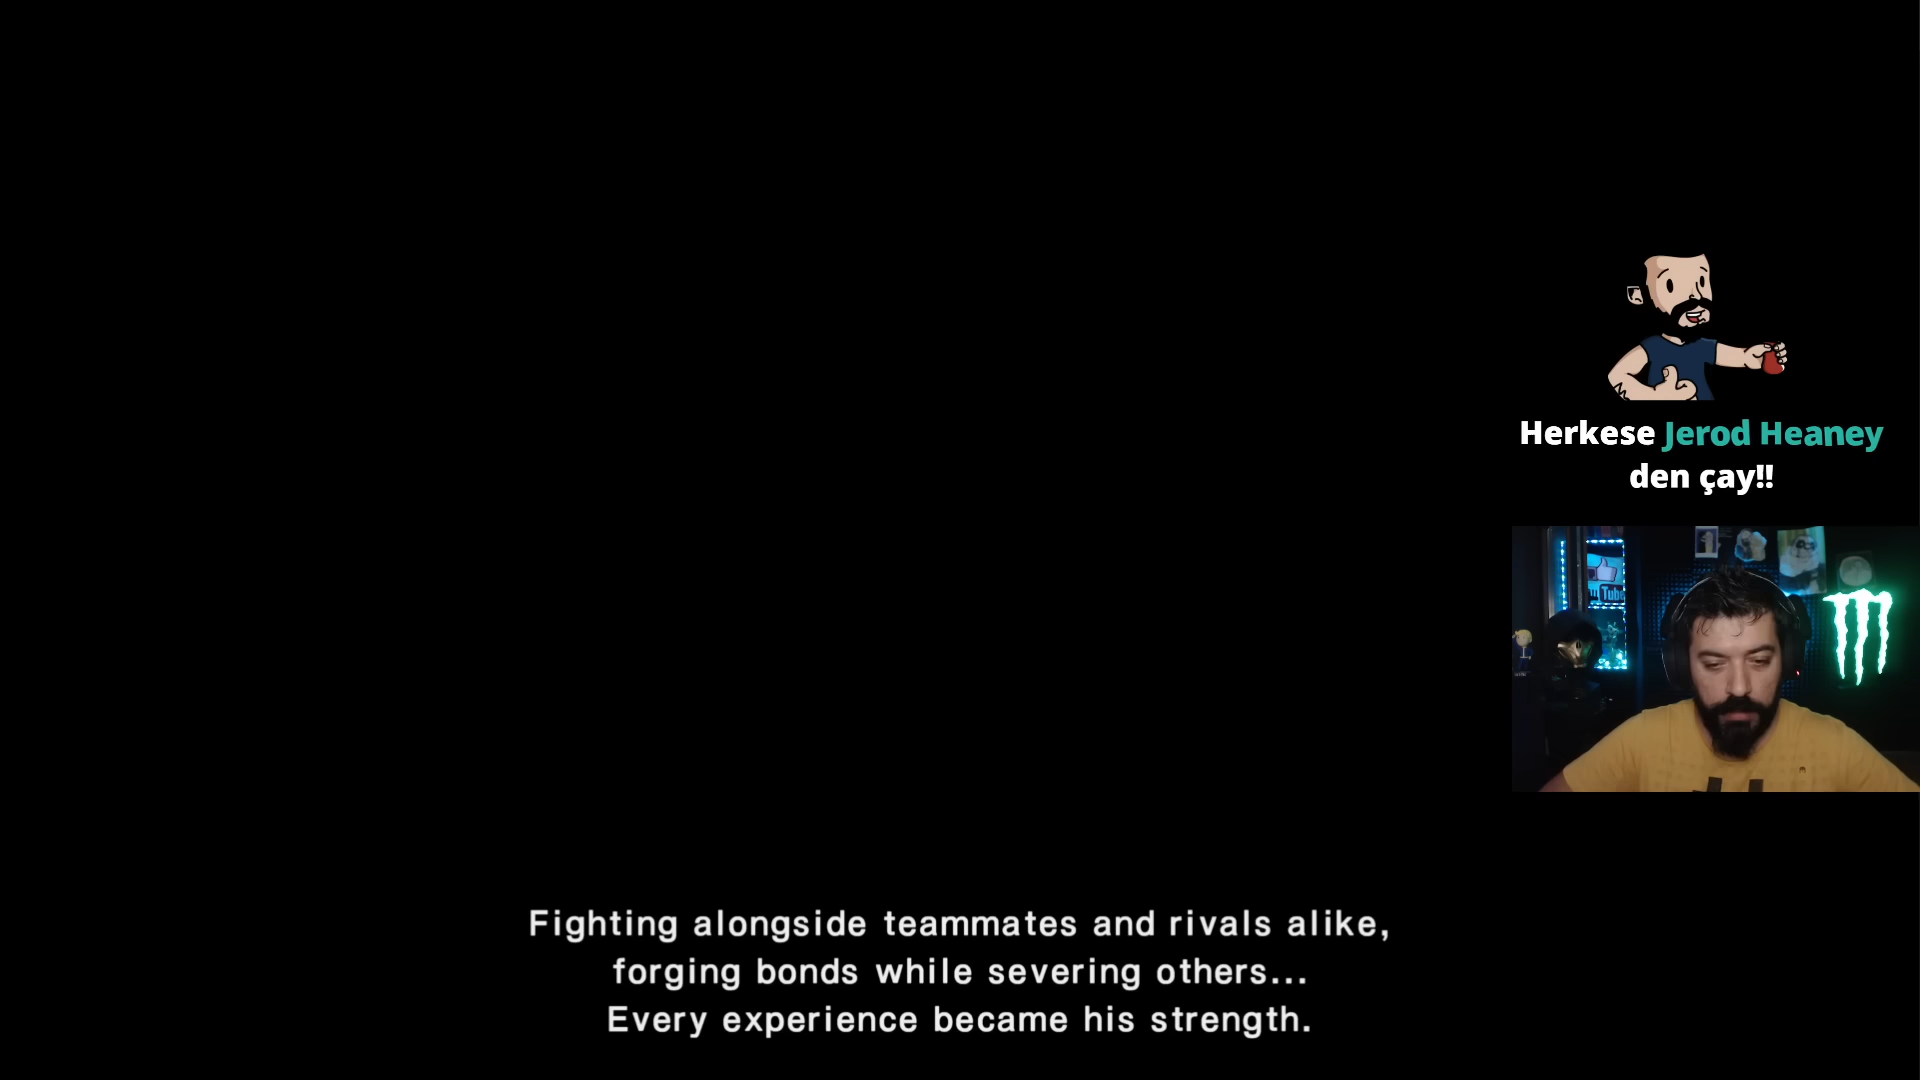 Herkese Jerod Heaney
den çay!!
Tube
Fighting alongside teammates and rivals alike,
forging bonds while severing others...
Every experience became his strength.